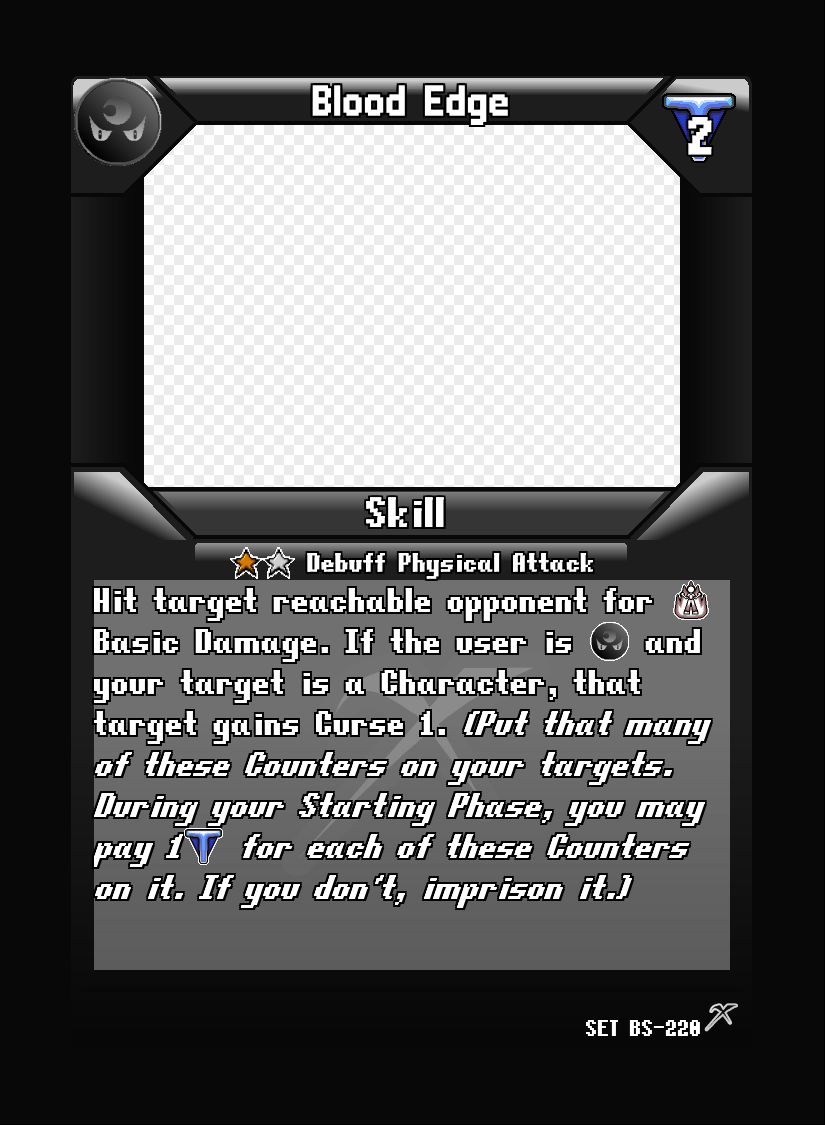 Blood Edge
2
Skill
Debuff Physical Attack
Hit target reachable opponent for
Basic Damage. If the user is and
your target is a Character, that
target gains Curse 1. (Put that many
of these Counters on your targets.
During your Starting Phase, you may
pay 1 for each of these Counters
on it. If you don't, imprison it.)
SET BS-220